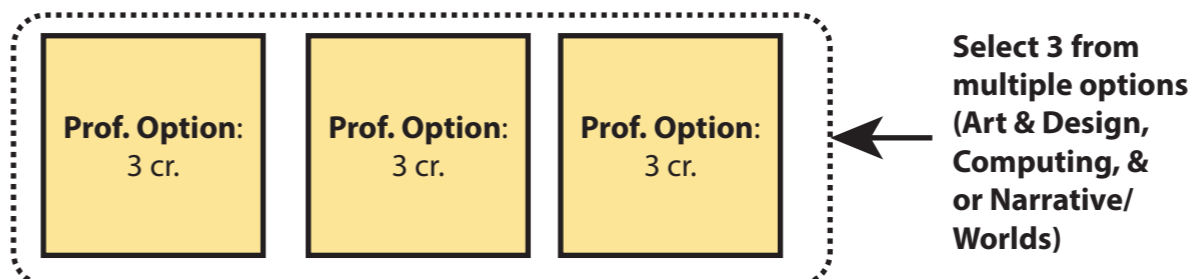 Prof. Option:
3 cr.
Prof. Option:
3 cr.
Prof. Option:
3 cr.
Select 3 from
multiple options
(Art & Design,
Computing, &
or Narrative/
Worlds)